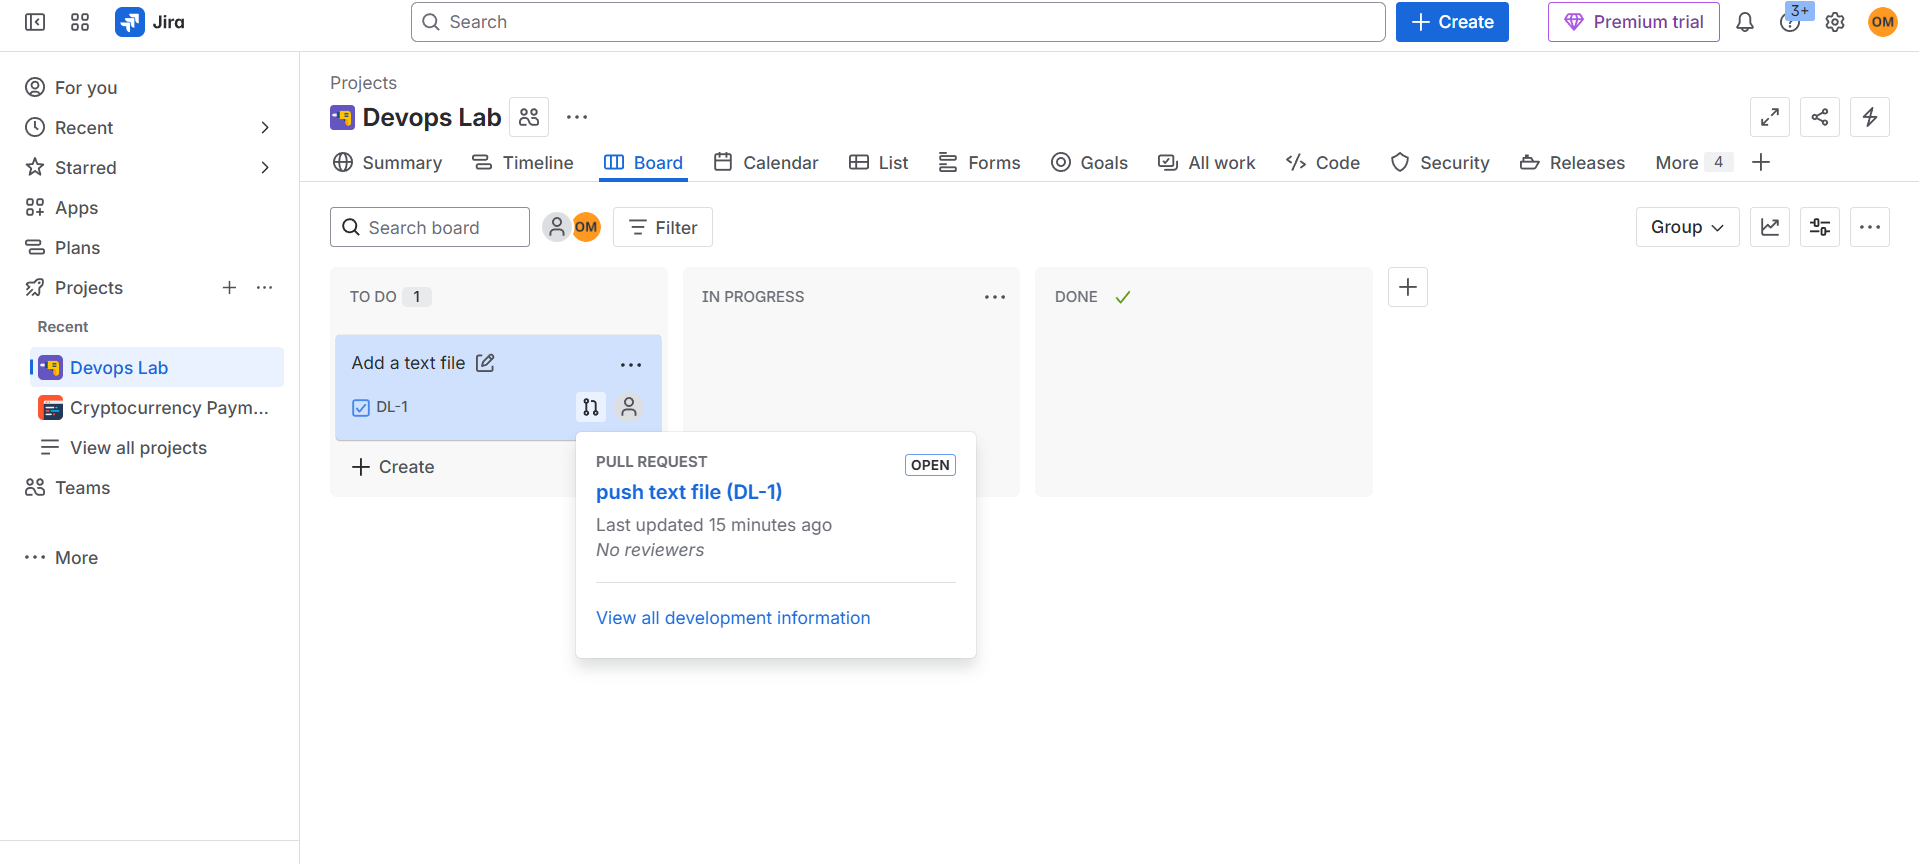 Jira
Search
Create
Premium trial
3+
OM
For you
Recent
Starred
Apps
Plans
Projects
Recent
Devops Lab
Cryptocurrency Paym...
View all projects
Teams
More
Projects
Devops Lab
Summary
Timeline
Board
Calendar
List
Forms
Goals
All work
Code
Security
Releases
More 4
Search board
OM
Filter
Group
TO DO 1
Add a text file
DL-1
Create
IN PROGRESS
DONE
PULL REQUEST
OPEN
push text file (DL-1)
Last updated 15 minutes ago
No reviewers
View all development information